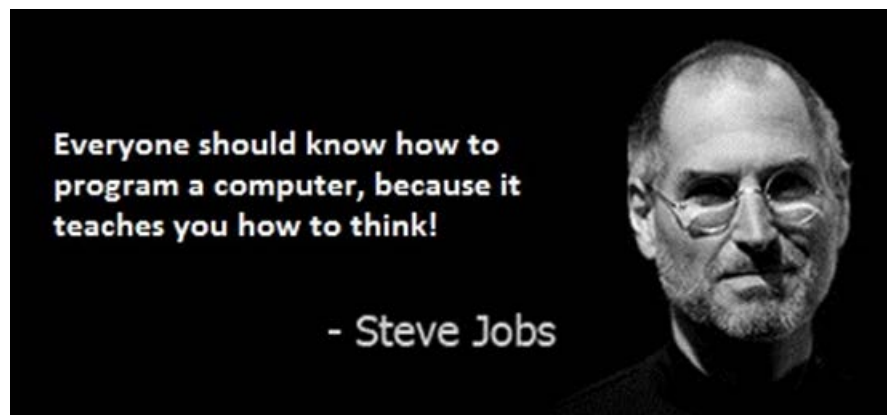 Everyone should know how to
program a computer, because it
teaches you how to think!
- Steve Jobs